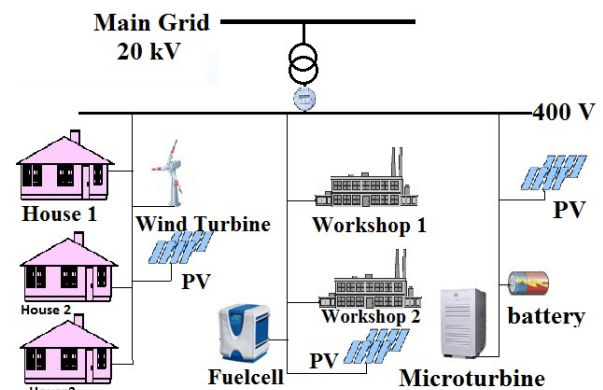 Main Grid
20 kV
400 V
House 1
Wind Turbine
Workshop 1
PV
PV
House 2
Workshop 2
battery
Fuelcell
PV
Microturbine